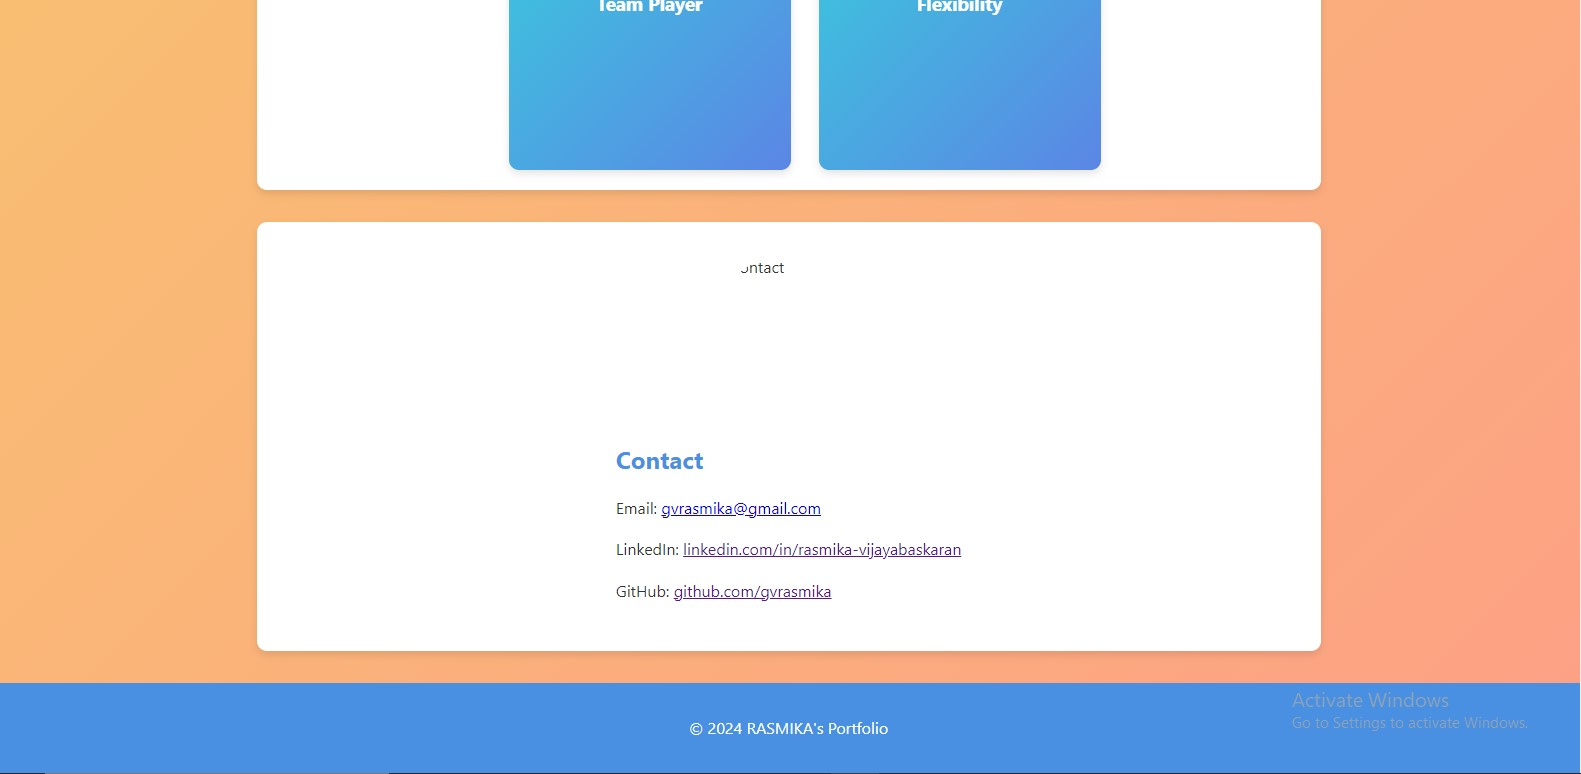 Team Player
Flexibility
ontact
Contact
Email: gvrasmika@gmail.com
LinkedIn: linkedin.com/in/rasmika-vijayabaskaran
GitHub: github.com/gvrasmika
Activate Windows
Go to Settings to activate Windows.
© 2024 RASMIKA's Portfolio